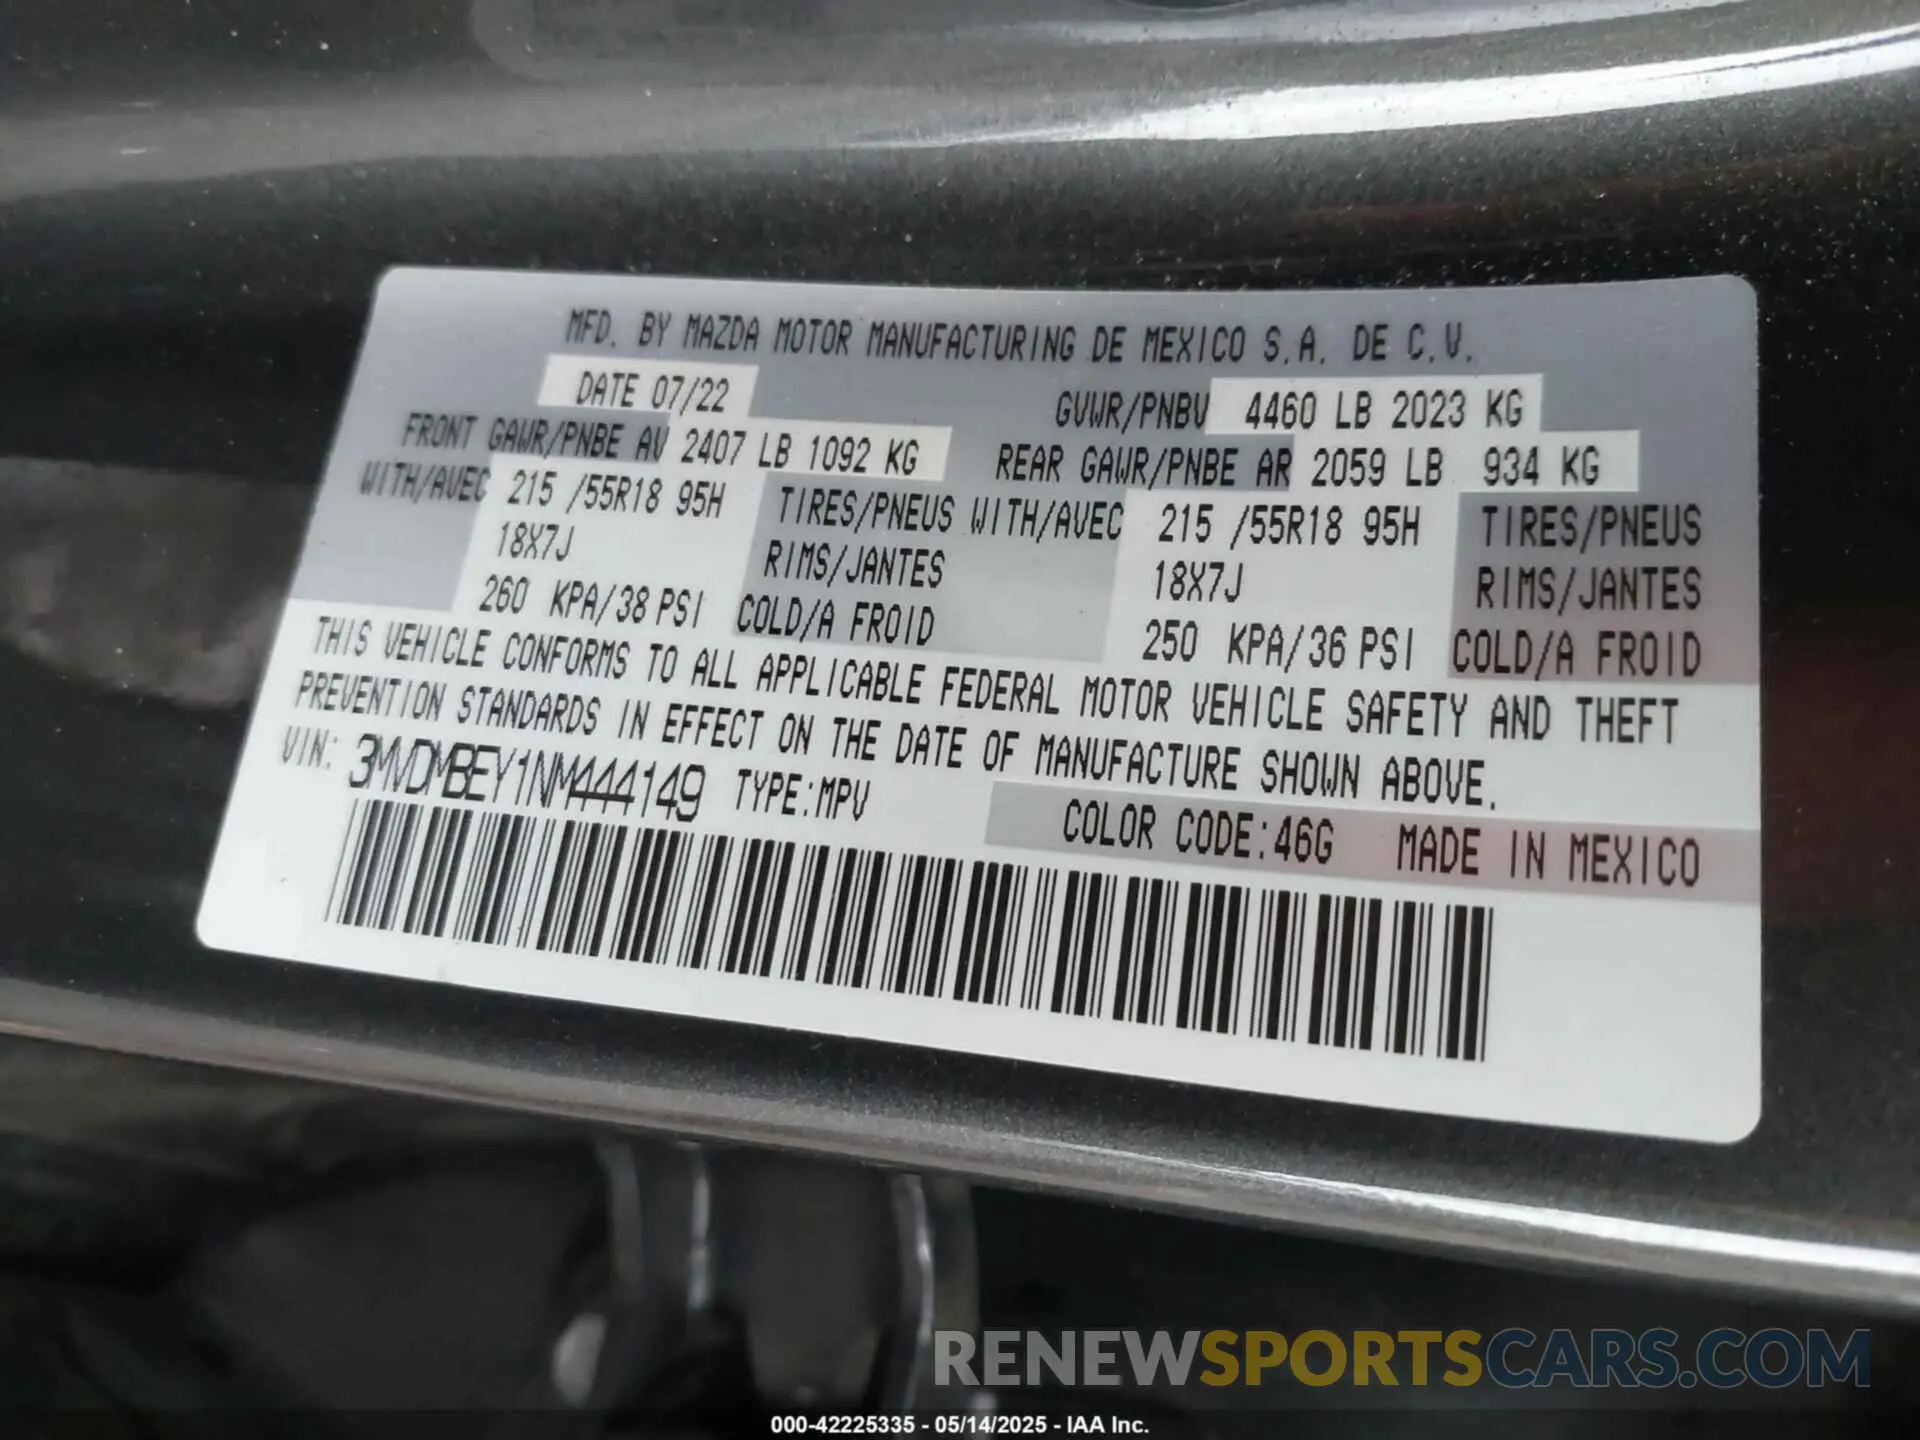 MFD. BY MAZDA MOTOR MANUFACTURING DE MEXICO S.A. DE C.V.
DATE 07/22 GVWR/PNBV 4460 LB 2023 KG
FRONT GAWR/PNBE AV 2407 LB 1092 KG REAR GAWR/PNBE AR 2059 LB 934 KG
WITH/AVEC 215 /55R18 95H TIRES/PNEUS WITH/AVEC 215 /55R18 95H TIRES/PNEUS
18X7J RIMS/JANTES 18X7J RIMS/JANTES
260 KPA/38 PSI COLD/A FROID 250 KPA/36 PSI COLD/A FROID
THIS VEHICLE CONFORMS TO ALL APPLICABLE FEDERAL MOTOR VEHICLE SAFETY AND THEFT
PREVENTION STANDARDS IN EFFECT ON THE DATE OF MANUFACTURE SHOWN ABOVE.
VIN: 3MVDMBEY1NM444149 TYPE:MPV
COLOR CODE:46G MADE IN MEXICO
RENEWSPORTSCARS.COM
000-42225335 - 05/14/2025 - IAA Inc.